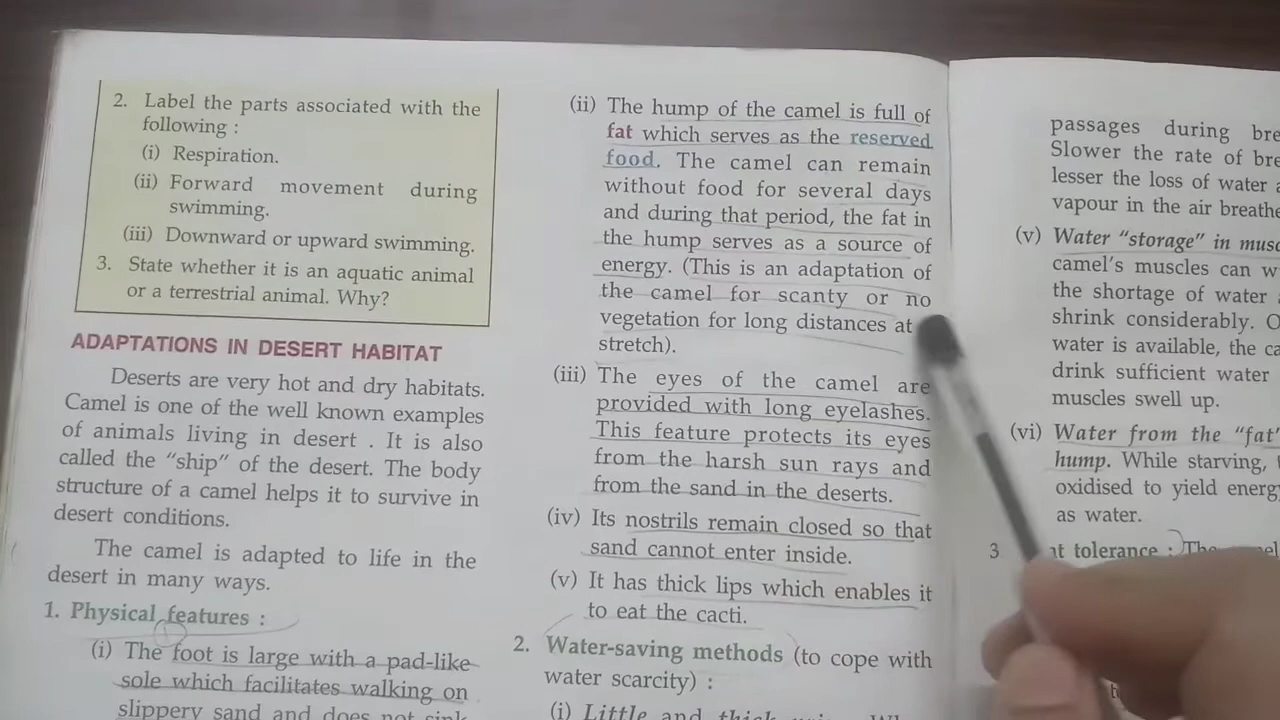 2. Label the parts associated with the
following :
(i) Respiration.
(ii) Forward movement during
swimming.
(iii) Downward or upward swimming.
3. State whether it is an aquatic animal
or a terrestrial animal. Why?
ADAPTATIONS IN DESERT HABITAT
Deserts are very hot and dry habitats.
Camel is one of the well known examples
of animals living in desert . It is also
called the “ship” of the desert. The body
structure of a camel helps it to survive in
desert conditions.
The camel is adapted to life in the
desert in many ways.
1. Physical features :
(i) The foot is large with a pad-like
sole which facilitates walking on
slippery sand and does not sink
(ii) The hump of the camel is full of
fat which serves as the reserved
food. The camel can remain
without food for several days
and during that period, the fat in
the hump serves as a source of
energy. (This is an adaptation of
the camel for scanty or no
vegetation for long distances at
stretch).
(iii) The eyes of the camel are
provided with long eyelashes.
This feature protects its eyes
from the harsh sun rays and
from the sand in the deserts.
(iv) Its nostrils remain closed so that
sand cannot enter inside.
(v) It has thick lips which enables it
to eat the cacti.
2. Water-saving methods (to cope with
water scarcity) :
(i) Little and thick
passages during
Slower the rate of
lesser the loss of water
vapour in the air
(v) Water “storage” in
camel's muscles can
the shortage of water
shrink considerably.
water is available, the
drink sufficient water
muscles swell up.
(vi) Water from the “fat”
hump. While starving,
oxidised to yield
as water.
3 tolerance :